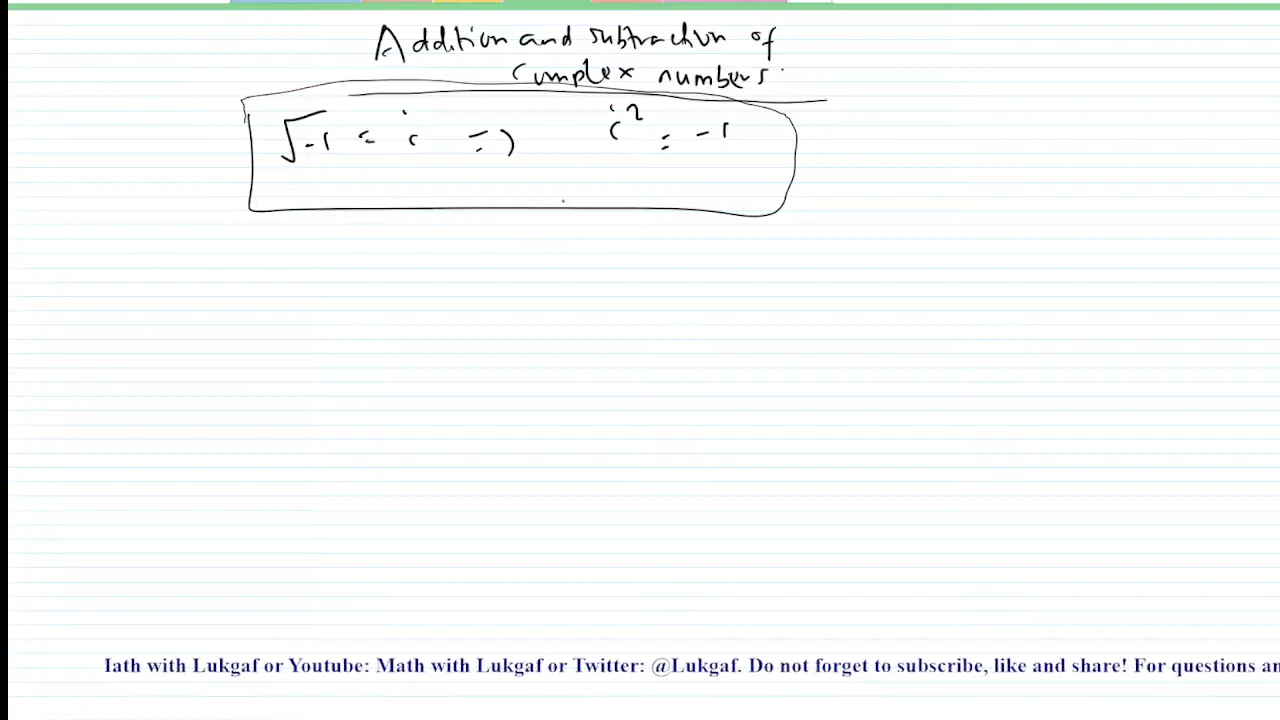 Addition and subtraction of
complex numbers.
√-1 = i => i² = -1
Iath with Lukgaf or Youtube: Math with Lukgaf or Twitter: @Lukgaf. Do not forget to subscribe, like and share! For questions an